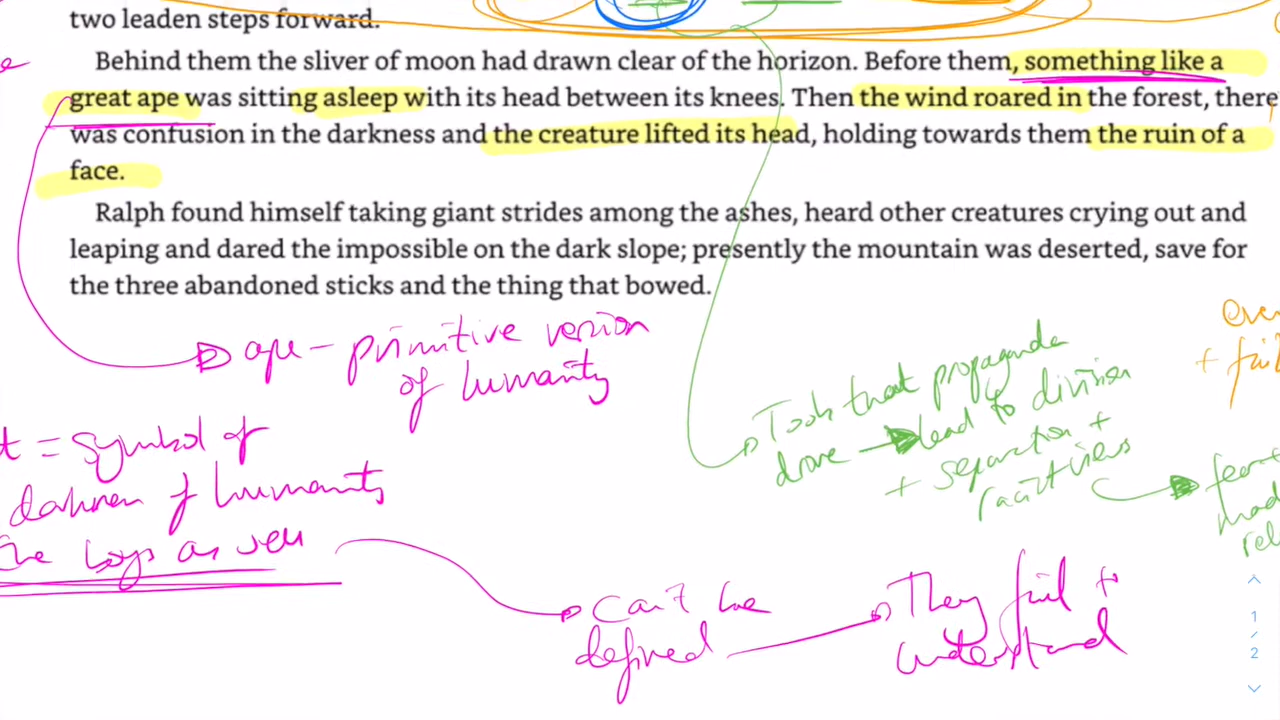 two leaden steps forward.
Behind them the sliver of moon had drawn clear of the horizon. Before them, something like a
great ape was sitting asleep with its head between its knees. Then the wind roared in the forest, there
was confusion in the darkness and the creature lifted its head, holding towards them the ruin of a
face.
Ralph found himself taking giant strides among the ashes, heard other creatures crying out and
leaping and dared the impossible on the dark slope; presently the mountain was deserted, save for
the three abandoned sticks and the thing that bowed.
ape – primitive version
of humanity
t = symbol of
darkness of humanity
the boys as well
can't be
defined
They fail to
understand
Tools that propaganda
drove lead to division
+ separation +
racist views
+ fail
fear
1
/
2